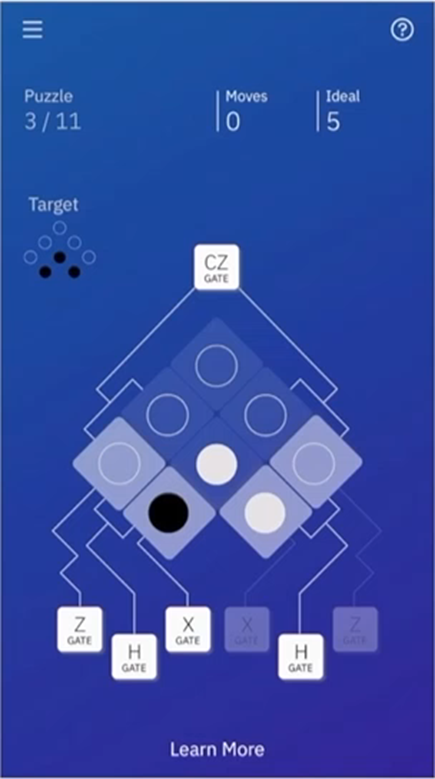 ?
Puzzle
3 / 11
Moves
0
Ideal
5
Target
CZ
GATE
Z
GATE
H
GATE
X
GATE
X
GATE
H
GATE
Z
GATE
Learn More